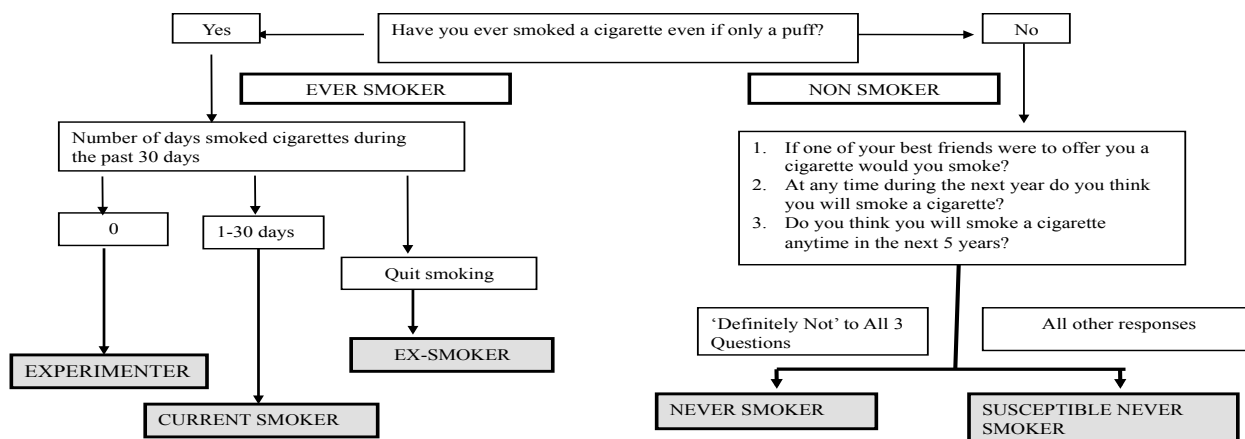 Yes
Have you ever smoked a cigarette even if only a puff?
No
EVER SMOKER
NON SMOKER
Number of days smoked cigarettes during
the past 30 days
1. If one of your best friends were to offer you a
cigarette would you smoke?
2. At any time during the next year do you think
you will smoke a cigarette?
3. Do you think you will smoke a cigarette
anytime in the next 5 years?
0
1-30 days
Quit smoking
‘Definitely Not’ to All 3
Questions
All other responses
EXPERIMENTER
EX-SMOKER
CURRENT SMOKER
NEVER SMOKER
SUSCEPTIBLE NEVER
SMOKER